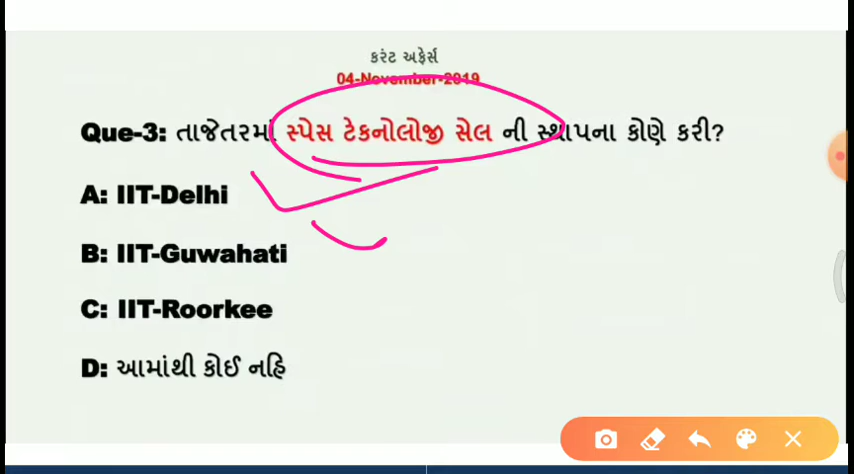 કરંટ અફેર્સ
04-November-2019
Que-3: તાજેતરમાં સ્પેસ ટેકનોલોજી સેલ ની સ્થાપના કોણે કરી?
A: IIT-Delhi
B: IIT-Guwahati
C: IIT-Roorkee
D: આમાંથી કોઈ નહિ